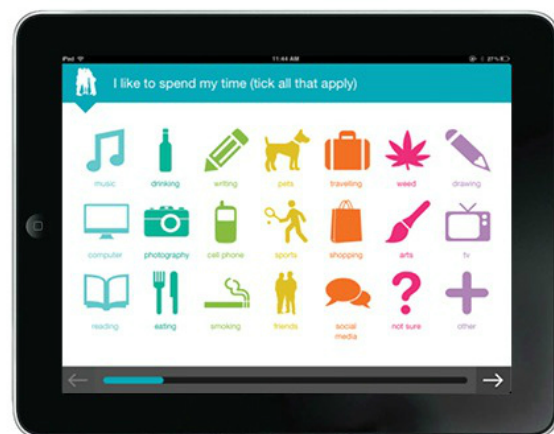 iPad
11:44 AM
27%
I like to spend my time (tick all that apply)
music drinking writing pets travelling weed drawing
computer photography cell phone sports shopping arts tv
reading eating smoking friends social media not sure other